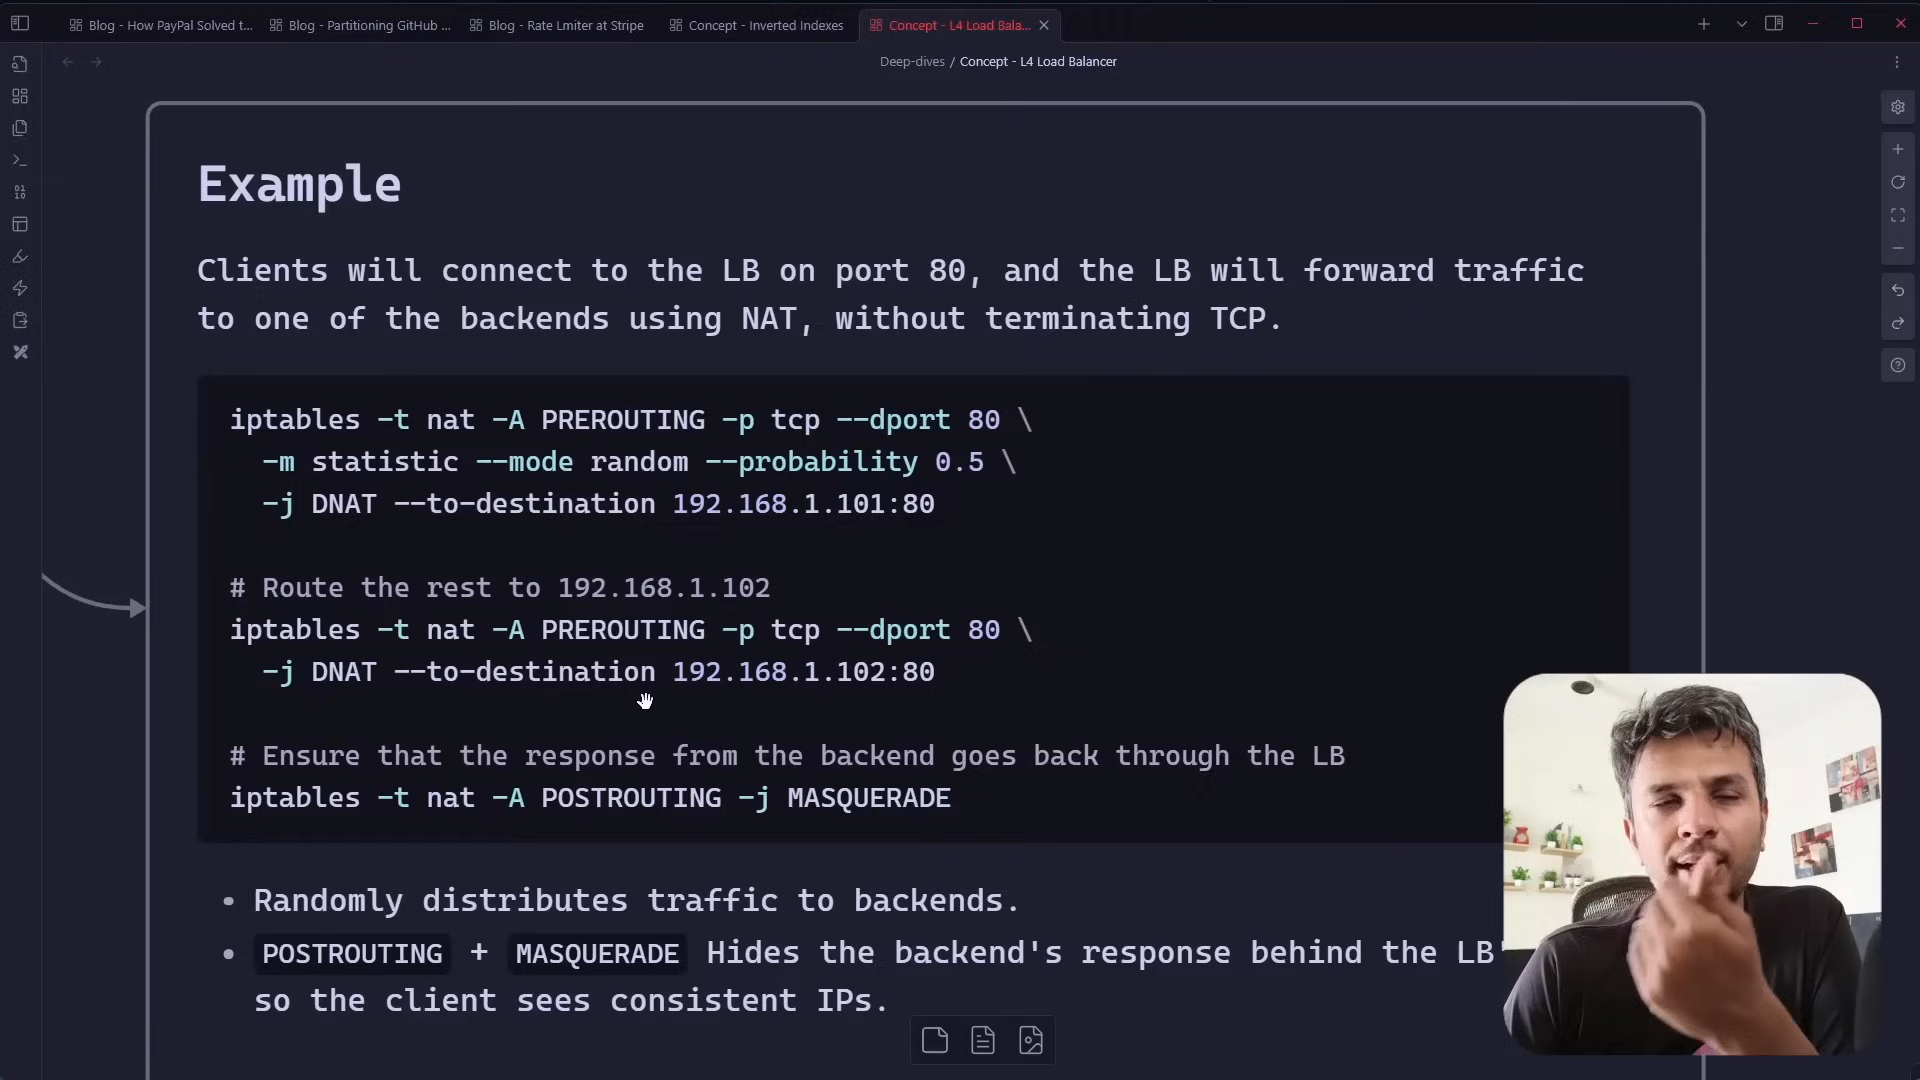 Blog - How PayPal Solved t...
Blog - Partitioning GitHub ...
Blog - Rate Lmiter at Stripe
Concept - Inverted Indexes
Concept - L4 Load Bala...
Deep-dives / Concept - L4 Load Balancer
Example
Clients will connect to the LB on port 80, and the LB will forward traffic
to one of the backends using NAT, without terminating TCP.
iptables -t nat -A PREROUTING -p tcp --dport 80 \
-m statistic --mode random --probability 0.5 \
-j DNAT --to-destination 192.168.1.101:80
# Route the rest to 192.168.1.102
iptables -t nat -A PREROUTING -p tcp --dport 80 \
-j DNAT --to-destination 192.168.1.102:80
# Ensure that the response from the backend goes back through the LB
iptables -t nat -A POSTROUTING -j MASQUERADE
• Randomly distributes traffic to backends.
• POSTROUTING + MASQUERADE Hides the backend's response behind the LB'
so the client sees consistent IPs.